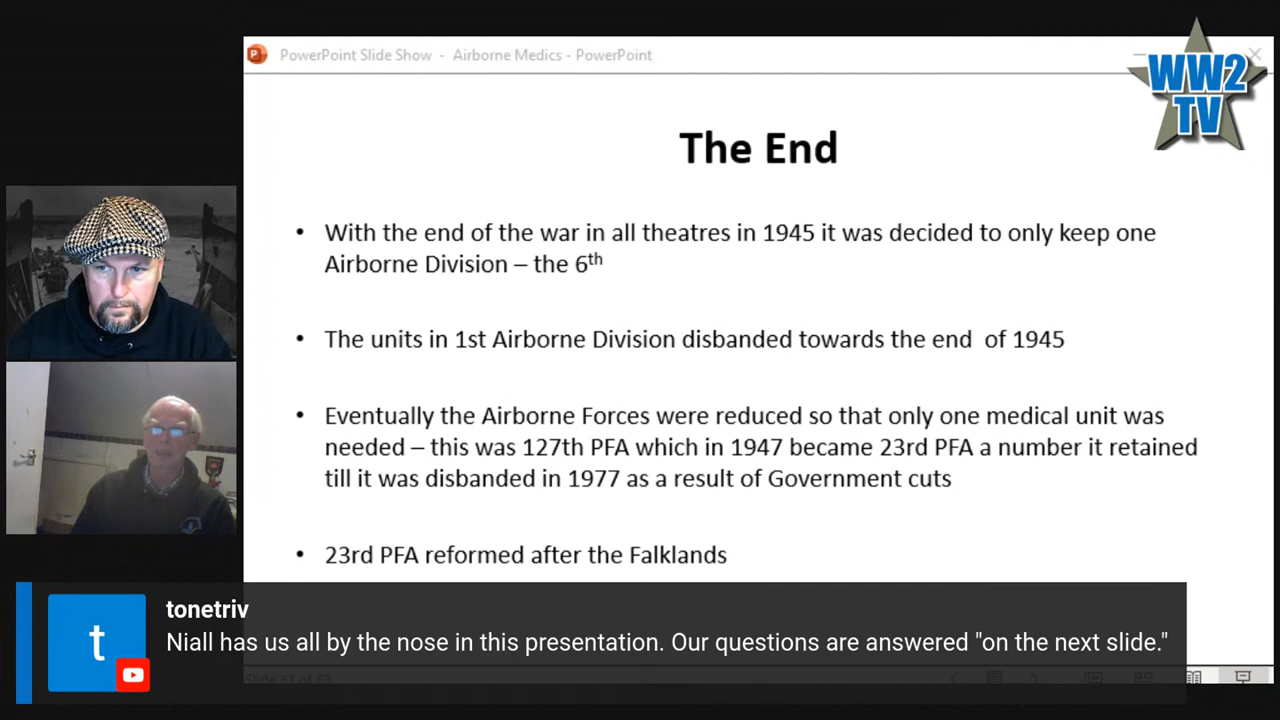 PowerPoint Slide Show - Airborne Medics - PowerPoint
WW2
TV
The End
• With the end of the war in all theatres in 1945 it was decided to only keep one
Airborne Division – the 6th
• The units in 1st Airborne Division disbanded towards the end of 1945
• Eventually the Airborne Forces were reduced so that only one medical unit was
needed – this was 127th PFA which in 1947 became 23rd PFA a number it retained
till it was disbanded in 1977 as a result of Government cuts
• 23rd PFA reformed after the Falklands
t
tonetriv
Niall has us all by the nose in this presentation. Our questions are answered "on the next slide."
Slide 61 of 63